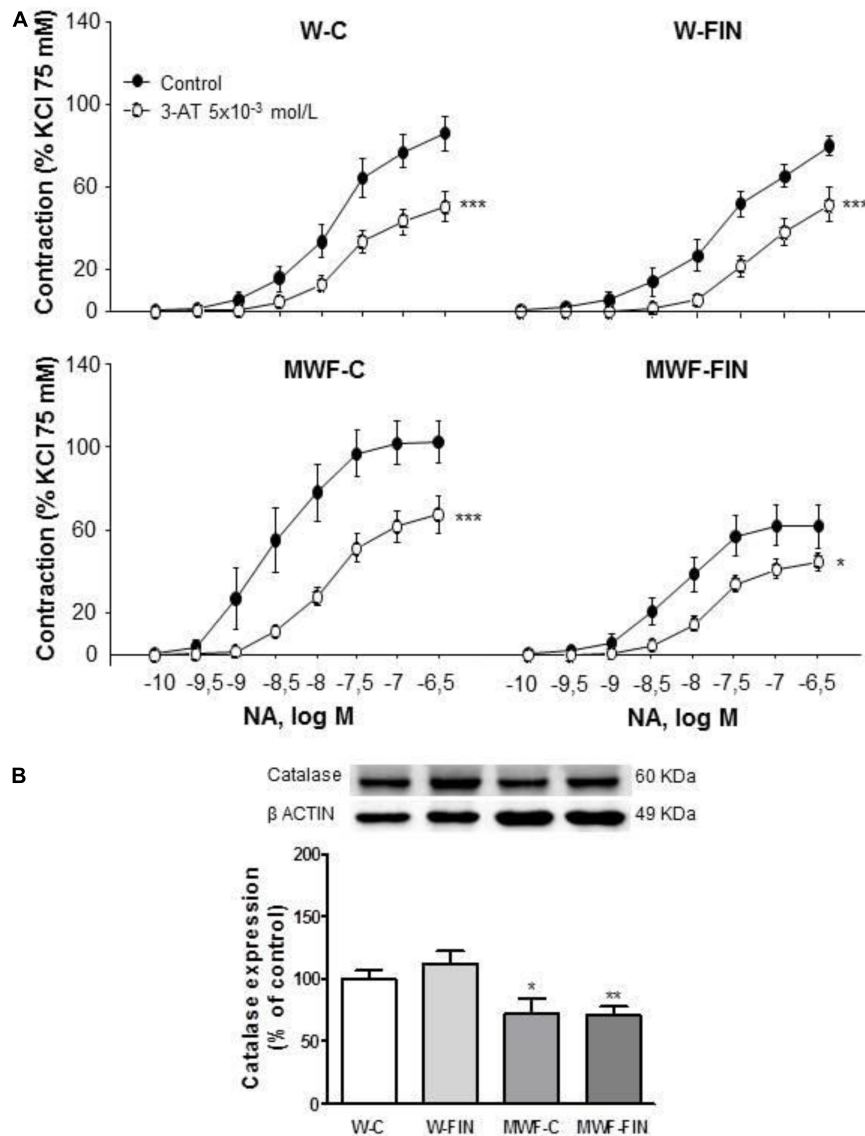 A
W-C
W-FIN
Contraction (% KCl 75 mM)
140
100
60
20
0
Control
3-AT 5x10⁻³ mol/L
***
***
MWF-C
MWF-FIN
Contraction (% KCl 75 mM)
140
100
60
20
0
***
*
-10 -9,5 -9 -8,5 -8 -7,5 -7 -6,5
-10 -9,5 -9 -8,5 -8 -7,5 -7 -6,5
NA, log M
NA, log M
B
Catalase 60 KDa
β ACTIN 49 KDa
Catalase expression
(% of control)
200
150
100
50
0
*
**
W-C W-FIN MWF-C MWF-FIN